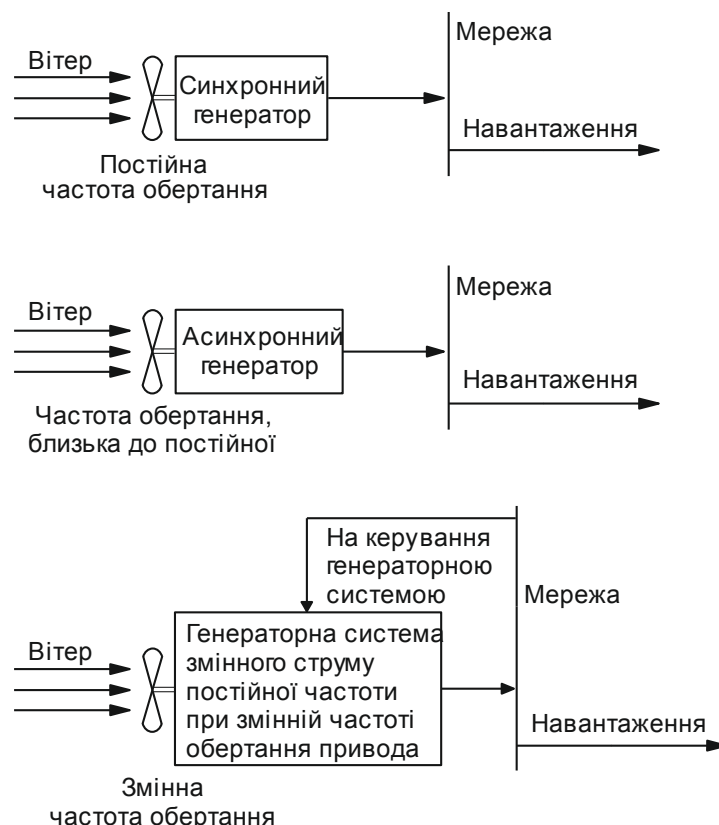 Вітер
Синхронний
генератор
Мережа
Навантаження
Постійна
частота обертання
Вітер
Асинхронний
генератор
Мережа
Навантаження
Частота обертання,
близька до постійної
На керування
генераторною
системою
Мережа
Вітер
Генераторна система
змінного струму
постійної частоти
при змінній частоті
обертання привода
Навантаження
Змінна
частота обертання